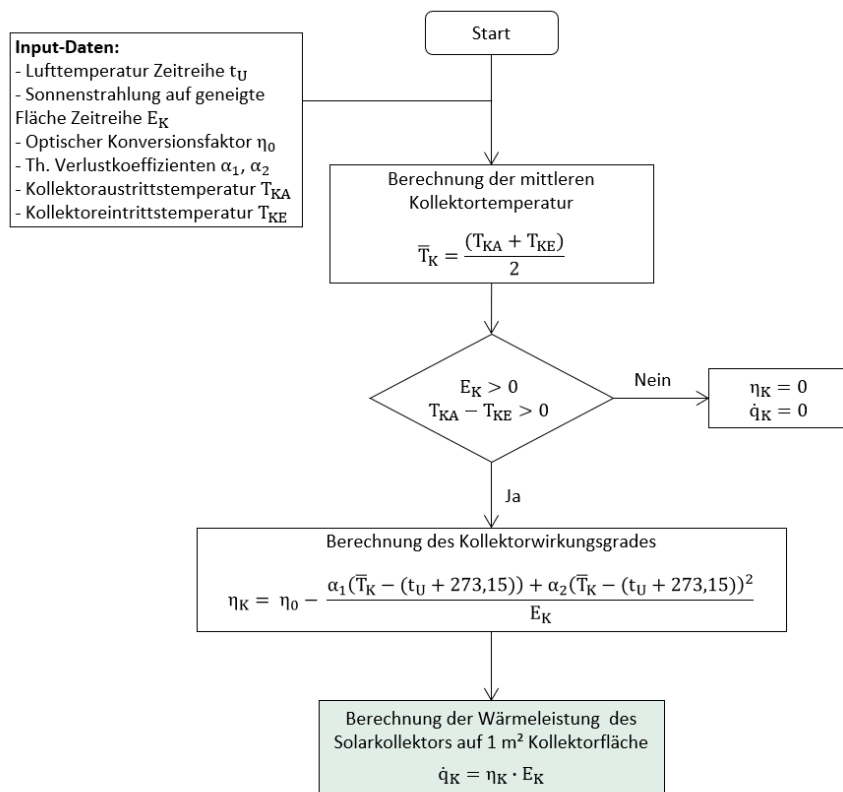 Start
Input-Daten:
- Lufttemperatur Zeitreihe t_U
- Sonnenstrahlung auf geneigte
Fläche Zeitreihe E_K
- Optischer Konversionsfaktor η_0
- Th. Verlustkoeffizienten α_1, α_2
- Kollektoraustrittstemperatur T_KA
- Kollektoreintrittstemperatur T_KE
Berechnung der mittleren
Kollektortemperatur
T̅_K = (T_KA + T_KE) / 2
E_K > 0
T_KA − T_KE > 0
Nein
η_K = 0
q̇_K = 0
Ja
Berechnung des Kollektorwirkungsgrades
η_K = η_0 − (α_1(T̅_K − (t_U + 273,15)) + α_2(T̅_K − (t_U + 273,15))²) / E_K
Berechnung der Wärmeleistung des
Solarkollektors auf 1 m² Kollektorfläche
q̇_K = η_K · E_K